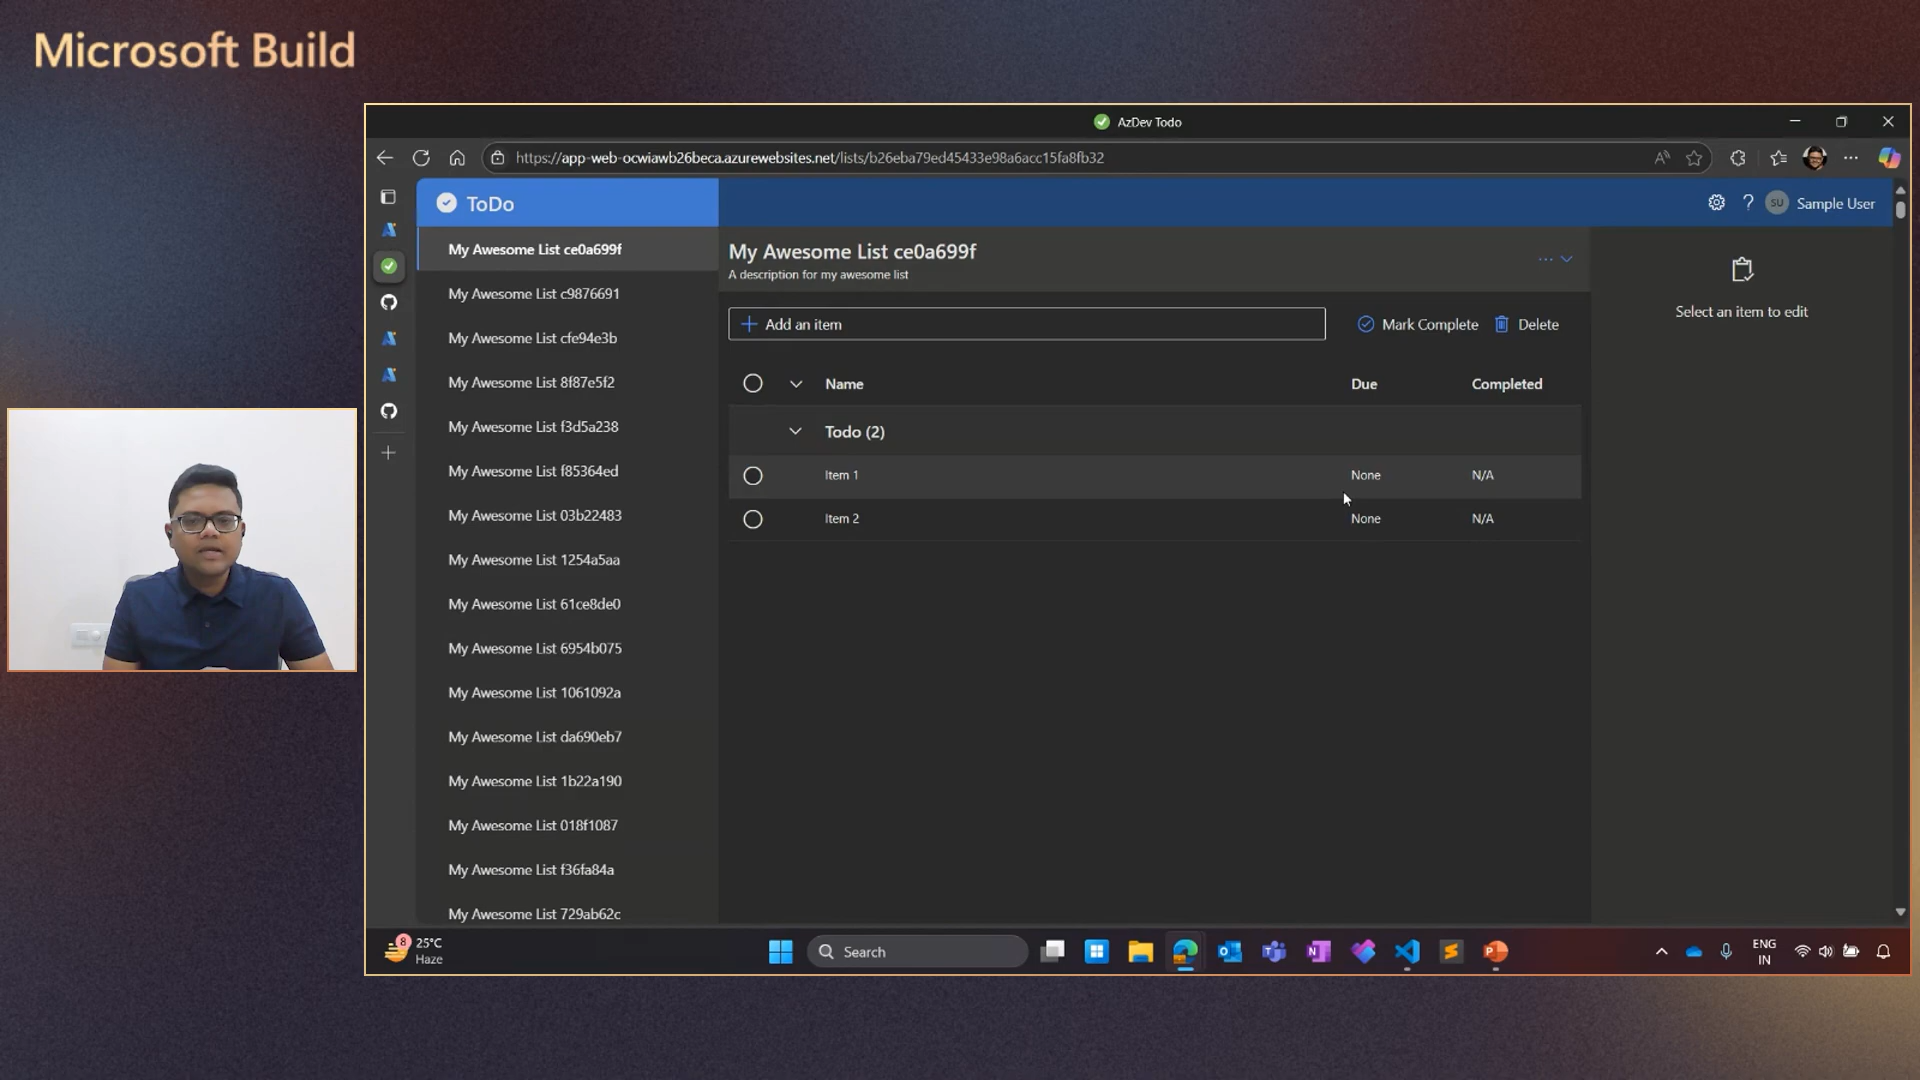 Microsoft Build
AzDev Todo
https://app-web-ocwiawb26beca.azurewebsites.net/lists/b26eba79ed45433e98a6acc15fa8fb32
ToDo
? SU Sample User
My Awesome List ce0a699f
My Awesome List c9876691
My Awesome List cfe94e3b
My Awesome List 8f87e5f2
My Awesome List f3d5a238
My Awesome List f85364ed
My Awesome List 03b22483
My Awesome List 1254a5aa
My Awesome List 61ce8de0
My Awesome List 6954b075
My Awesome List 1061092a
My Awesome List da690eb7
My Awesome List 1b22a190
My Awesome List 018f1087
My Awesome List f36fa84a
My Awesome List 729ab62c
My Awesome List ce0a699f
A description for my awesome list
Add an item
Mark Complete Delete
Name Due Completed
Todo (2)
Item 1 None N/A
Item 2 None N/A
Select an item to edit
8
25°C
Haze
Search
ENG
IN